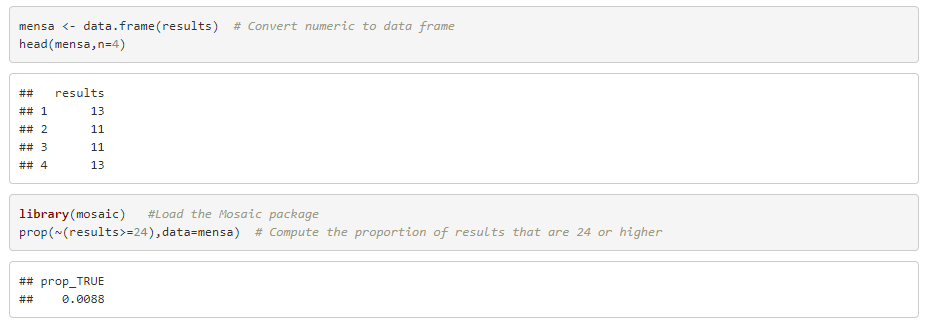 mensa <- data.frame(results)  # Convert numeric to data frame
head(mensa,n=4)
##   results
## 1      13
## 2      11
## 3      11
## 4      13
library(mosaic)   #Load the Mosaic package
prop(~(results>=24),data=mensa)  # Compute the proportion of results that are 24 or higher
## prop_TRUE
##    0.0088